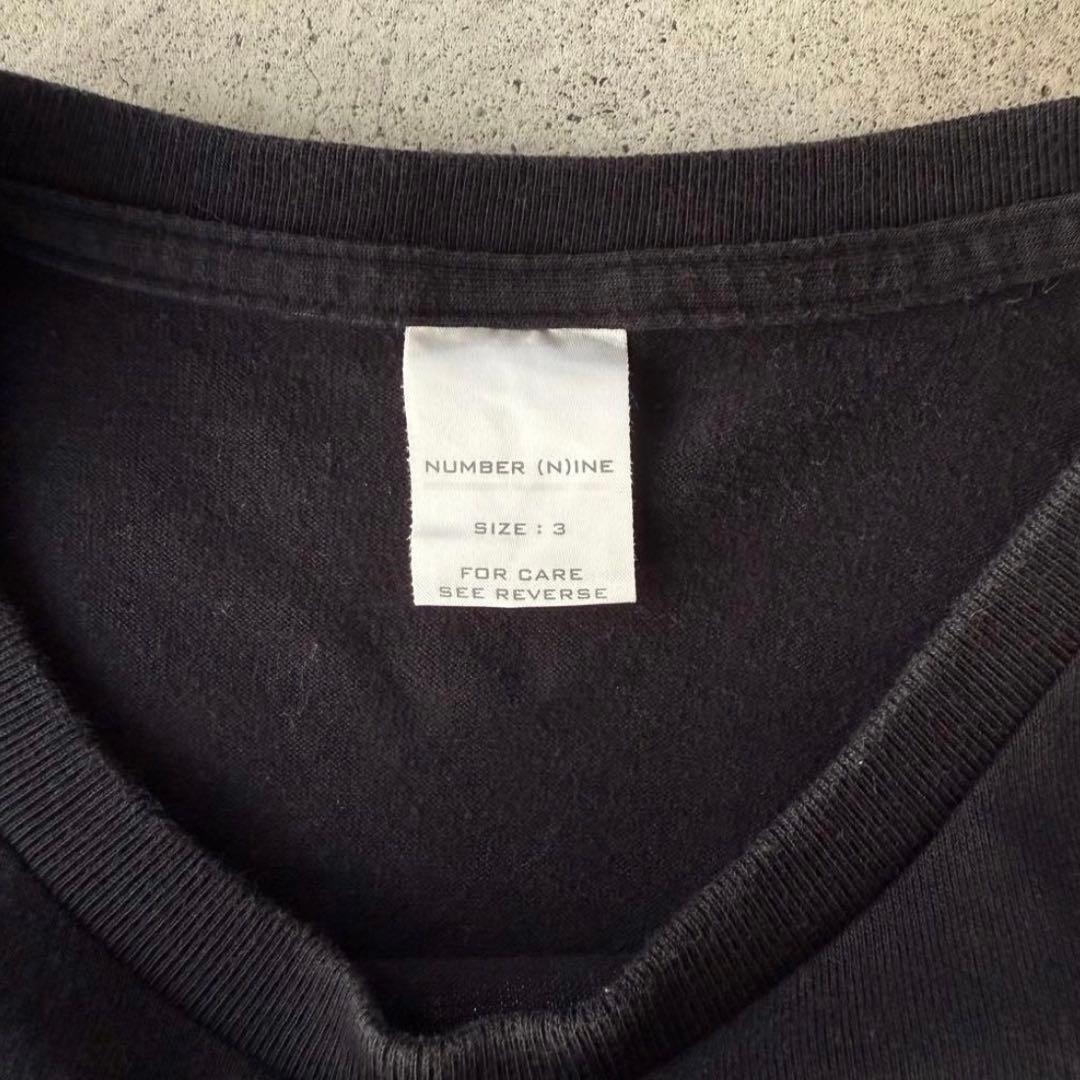 NUMBER (N)INE
SIZE : 3
FOR CARE
SEE REVERSE